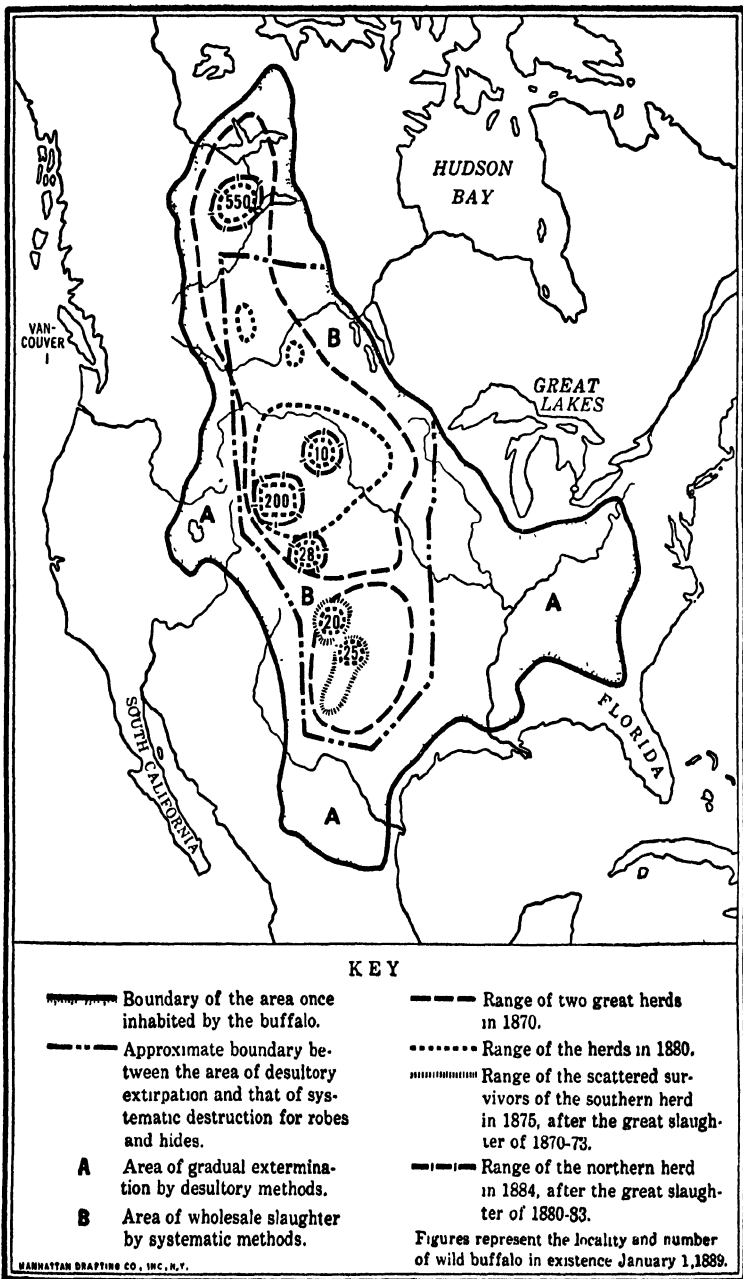 HUDSON
BAY
550
VAN-
COUVER
I
B
GREAT
LAKES
10
200
A
28
B
A
20
25
SOUTH CALIFORNIA
FLORIDA
A
KEY
Boundary of the area once
inhabited by the buffalo.
Approximate boundary be-
tween the area of desultory
extirpation and that of sys-
tematic destruction for robes
and hides.
A Area of gradual extermina-
tion by desultory methods.
B Area of wholesale slaughter
by systematic methods.
MANHATTAN DRAFTING CO., INC., N.Y.
Range of two great herds
in 1870.
Range of the herds in 1880.
Range of the scattered sur-
vivors of the southern herd
in 1875, after the great slaugh-
ter of 1870-73.
Range of the northern herd
in 1884, after the great slaugh-
ter of 1880-83.
Figures represent the locality and number
of wild buffalo in existence January 1, 1889.